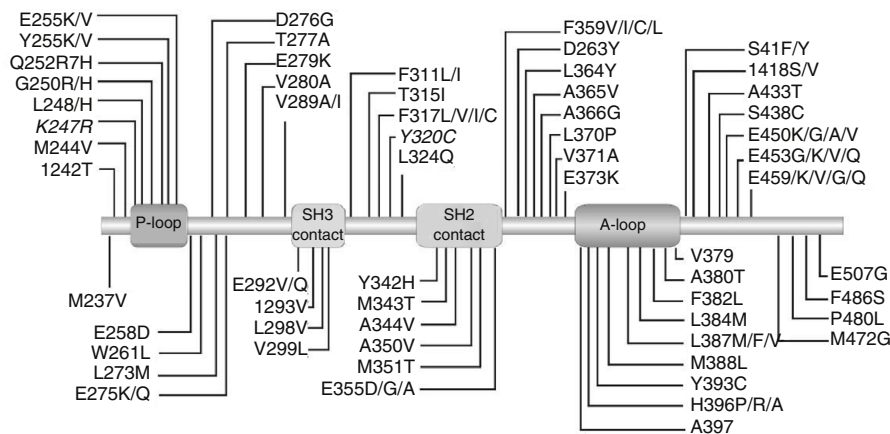 E255K/V
Y255K/V
Q252R7H
G250R/H
L248/H
K247R
M244V
1242T
D276G
T277A
E279K
V280A
V289A/I
F311L/I
T315I
F317L/V/I/C
Y320C
L324Q
F359V/I/C/L
D263Y
L364Y
A365V
A366G
L370P
V371A
E373K
S41F/Y
1418S/V
A433T
S438C
E450K/G/A/V
E453G/K/V/Q
E459/K/V/G/Q
P-loop
SH3
contact
SH2
contact
A-loop
M237V
E258D
W261L
L273M
E275K/Q
E292V/Q
1293V
L298V
V299L
Y342H
M343T
A344V
A350V
M351T
E355D/G/A
V379
A380T
F382L
L384M
L387M/F/V
M388L
Y393C
H396P/R/A
A397
E507G
F486S
P480L
M472G